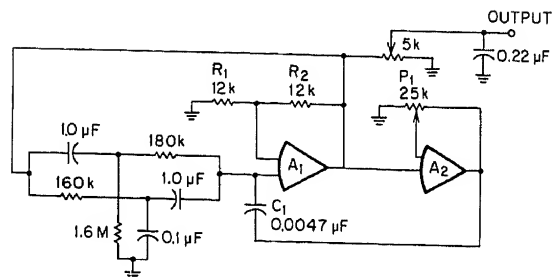 OUTPUT
5k
0.22 μF
R1
12k
R2
12k
P1
25k
1.0 μF
180k
160k
1.0 μF
A1
A2
C1
0.0047 μF
1.6 M
0.1 μF